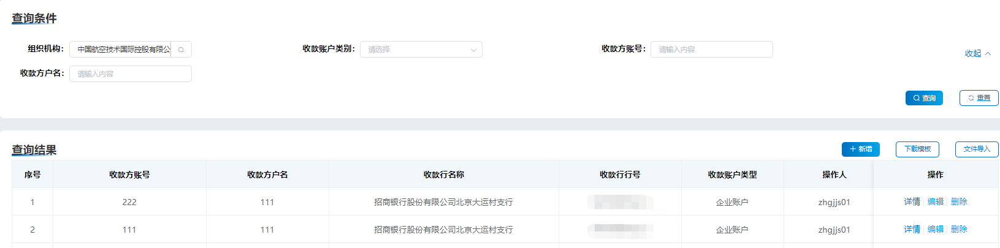 查询条件
组织机构： 中国航空技术国际控股有限公 收款账户类别： 请选择 收款方账号： 请输入内容
收起
收款方户名： 请输入内容
查询 重置
查询结果
新增 下载模板 文件导入
序号 收款方账号 收款方户名 收款行名称 收款行行号 收款账户类型 操作人 操作
1 222 111 招商银行股份有限公司北京大运村支行 企业账户 zhgjjs01 详情 编辑 删除
2 111 111 招商银行股份有限公司北京大运村支行 企业账户 zhgjjs01 详情 编辑 删除